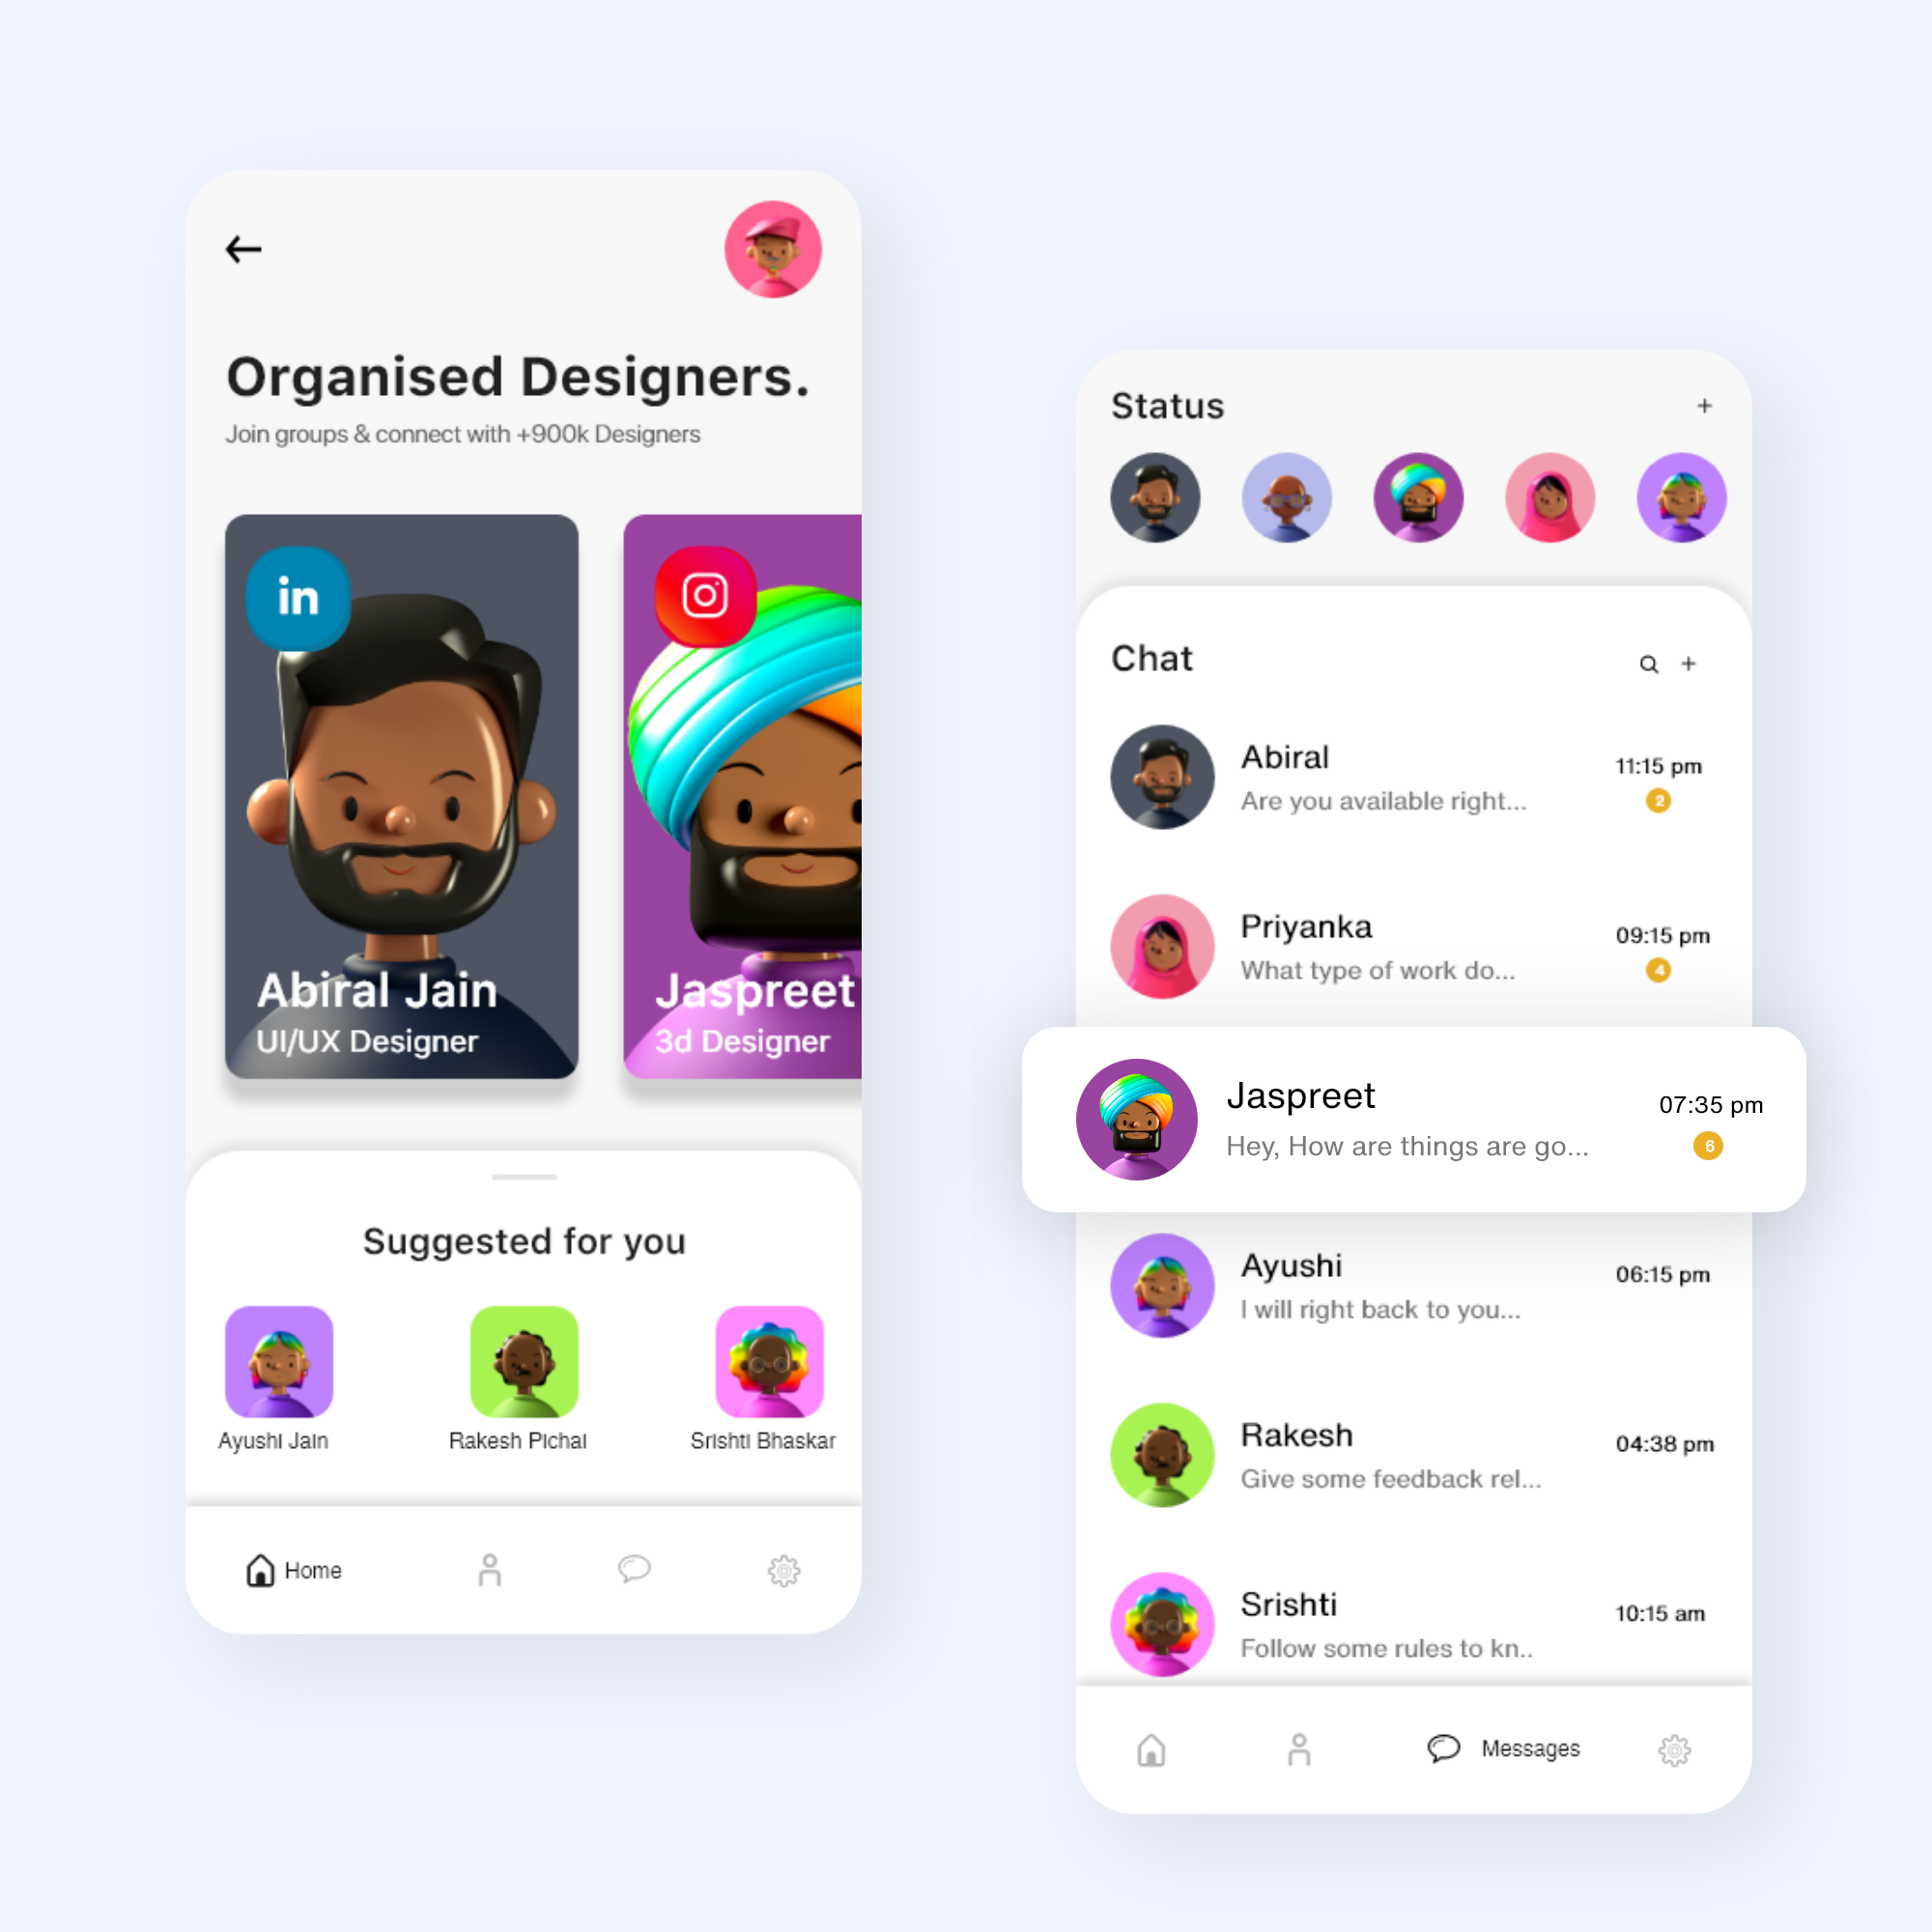 Organised Designers.
Join groups & connect with +900k Designers
in
Abiral Jain
UI/UX Designer
Jaspreet
3d Designer
Suggested for you
Ayushi Jain
Rakesh Pichai
Srishti Bhaskar
Home
Status
+
Chat
+
Abiral
11:15 pm
Are you available right...
2
Priyanka
09:15 pm
What type of work do...
4
Jaspreet
07:35 pm
Hey, How are things are go...
6
Ayushi
06:15 pm
I will right back to you...
Rakesh
04:38 pm
Give some feedback rel...
Srishti
10:15 am
Follow some rules to kn..
Messages